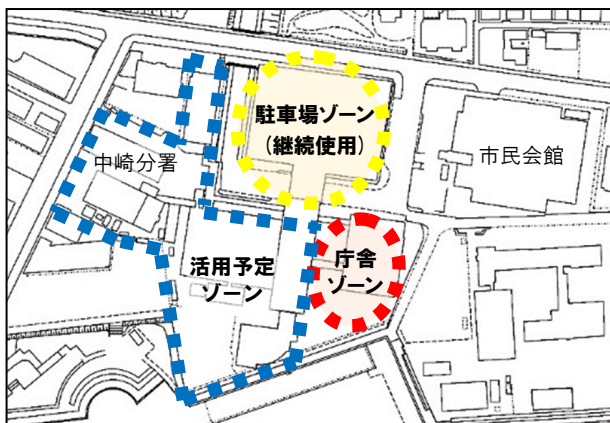 駐車場ゾーン
(継続使用)
中崎分署
市民会館
活用予定
ゾーン
庁舎
ゾーン